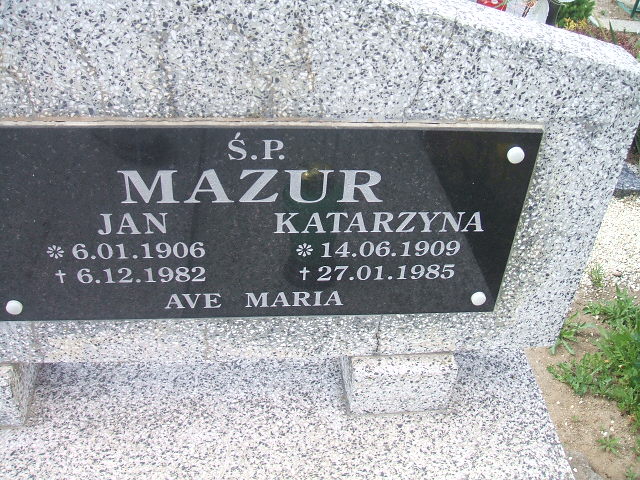 Ś.P.
MAZUR
JAN KATARZYNA
* 6.01.1906 * 14.06.1909
† 6.12.1982 † 27.01.1985
AVE MARIA